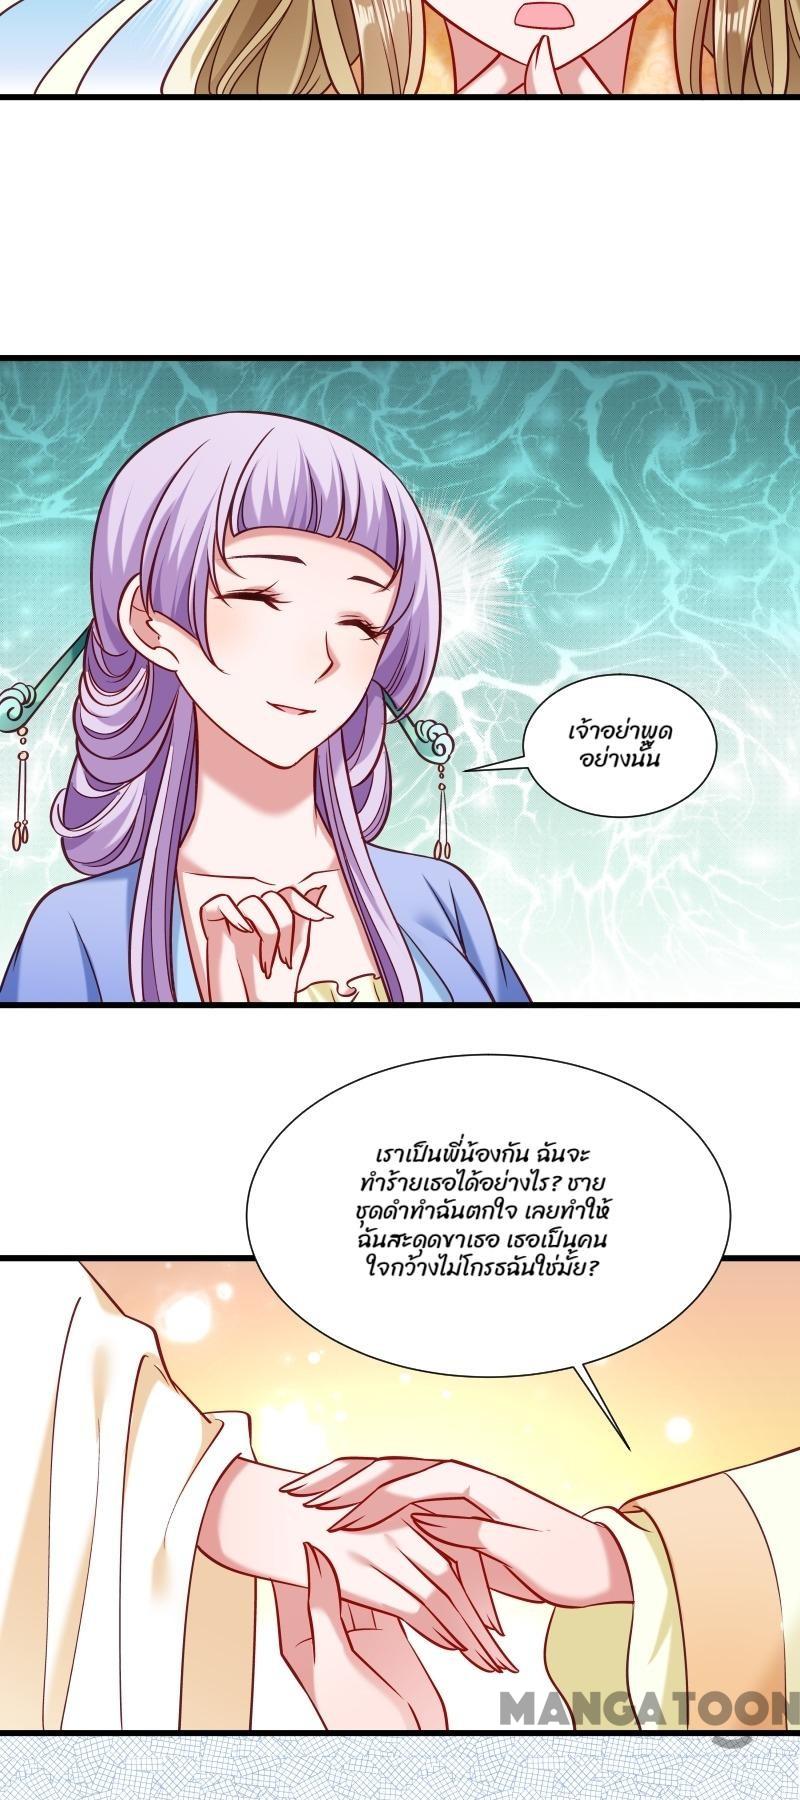 เจ้าอย่าพูด
อย่างนั้น
เราเป็นพี่น้องกัน ฉันจะ
ทำร้ายเธอได้อย่างไร? ชาย
ชุดดำทำฉันตกใจ เลยทำให้
ฉันสะดุดขาเธอ เธอเป็นคน
ใจกว้างไม่โกรธฉันใช่มั้ย?
MANGATOON